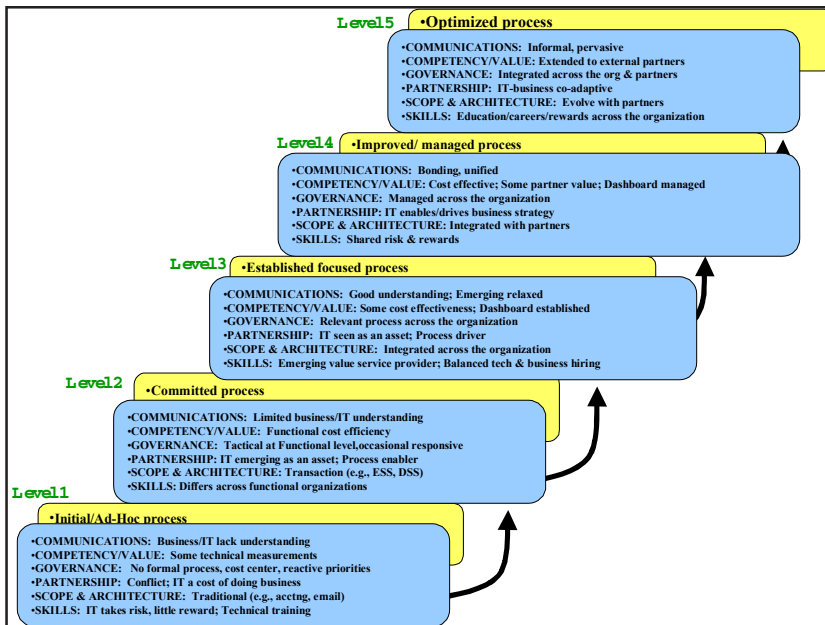 Level5
•Optimized process
•COMMUNICATIONS: Informal, pervasive
•COMPETENCY/VALUE: Extended to external partners
•GOVERNANCE: Integrated across the org & partners
•PARTNERSHIP: IT-business co-adaptive
•SCOPE & ARCHITECTURE: Evolve with partners
•SKILLS: Education/careers/rewards across the organization
Level4
•Improved/ managed process
•COMMUNICATIONS: Bonding, unified
•COMPETENCY/VALUE: Cost effective; Some partner value; Dashboard managed
•GOVERNANCE: Managed across the organization
•PARTNERSHIP: IT enables/drives business strategy
•SCOPE & ARCHITECTURE: Integrated with partners
•SKILLS: Shared risk & rewards
Level3
•Established focused process
•COMMUNICATIONS: Good understanding; Emerging relaxed
•COMPETENCY/VALUE: Some cost effectiveness; Dashboard established
•GOVERNANCE: Relevant process across the organization
•PARTNERSHIP: IT seen as an asset; Process driver
•SCOPE & ARCHITECTURE: Integrated across the organization
•SKILLS: Emerging value service provider; Balanced tech & business hiring
Level2
•Committed process
•COMMUNICATIONS: Limited business/IT understanding
•COMPETENCY/VALUE: Functional cost efficiency
•GOVERNANCE: Tactical at Functional level,occasional responsive
•PARTNERSHIP: IT emerging as an asset; Process enabler
•SCOPE & ARCHITECTURE: Transaction (e.g., ESS, DSS)
•SKILLS: Differs across functional organizations
Level1
•Initial/Ad-Hoc process
•COMMUNICATIONS: Business/IT lack understanding
•COMPETENCY/VALUE: Some technical measurements
•GOVERNANCE: No formal process, cost center, reactive priorities
•PARTNERSHIP: Conflict; IT a cost of doing business
•SCOPE & ARCHITECTURE: Traditional (e.g., acctng, email)
•SKILLS: IT takes risk, little reward; Technical training